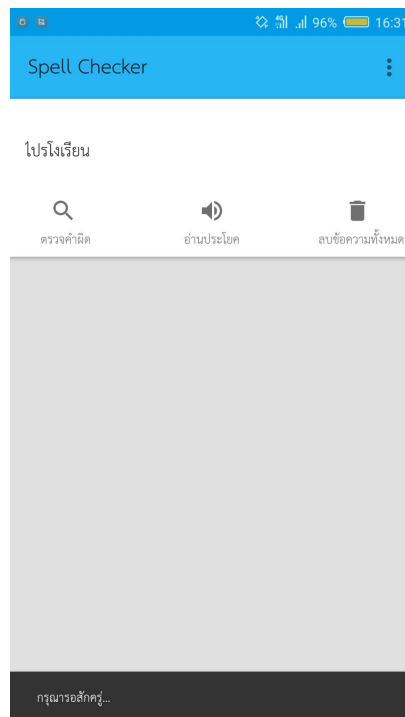 96% 16:31
Spell Checker
ไปรโงเรียน
ตรวจคำผิด อ่านประโยค ลบข้อความทั้งหมด
กรุณารอสักครู่...